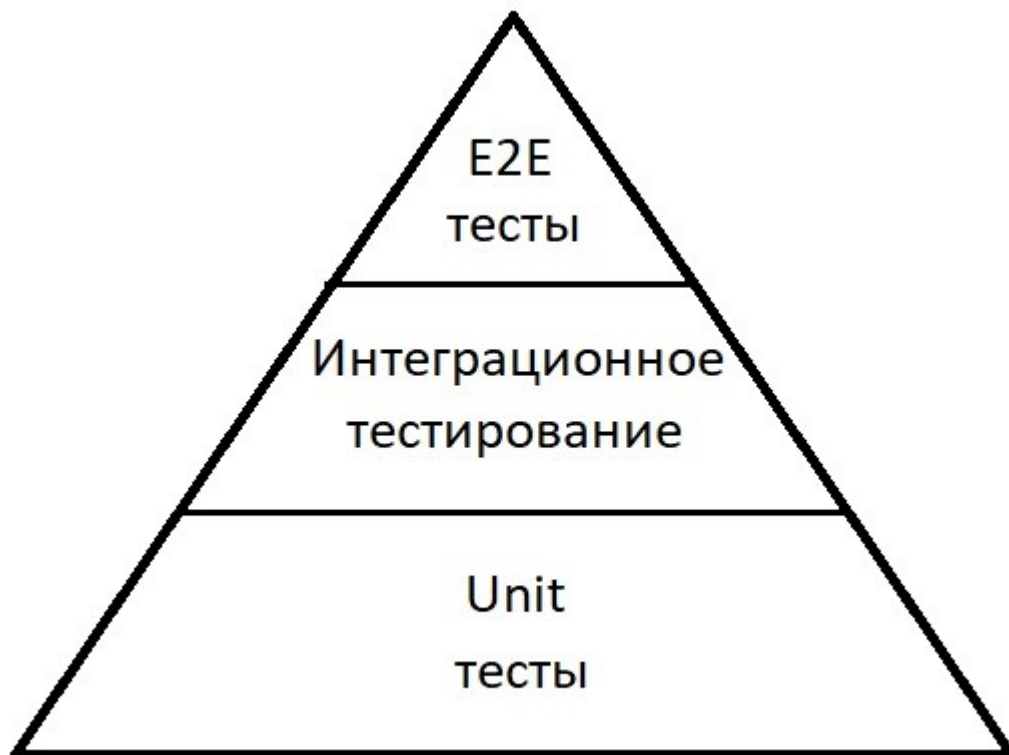 E2E
тесты
Интеграционное
тестирование
Unit
тесты